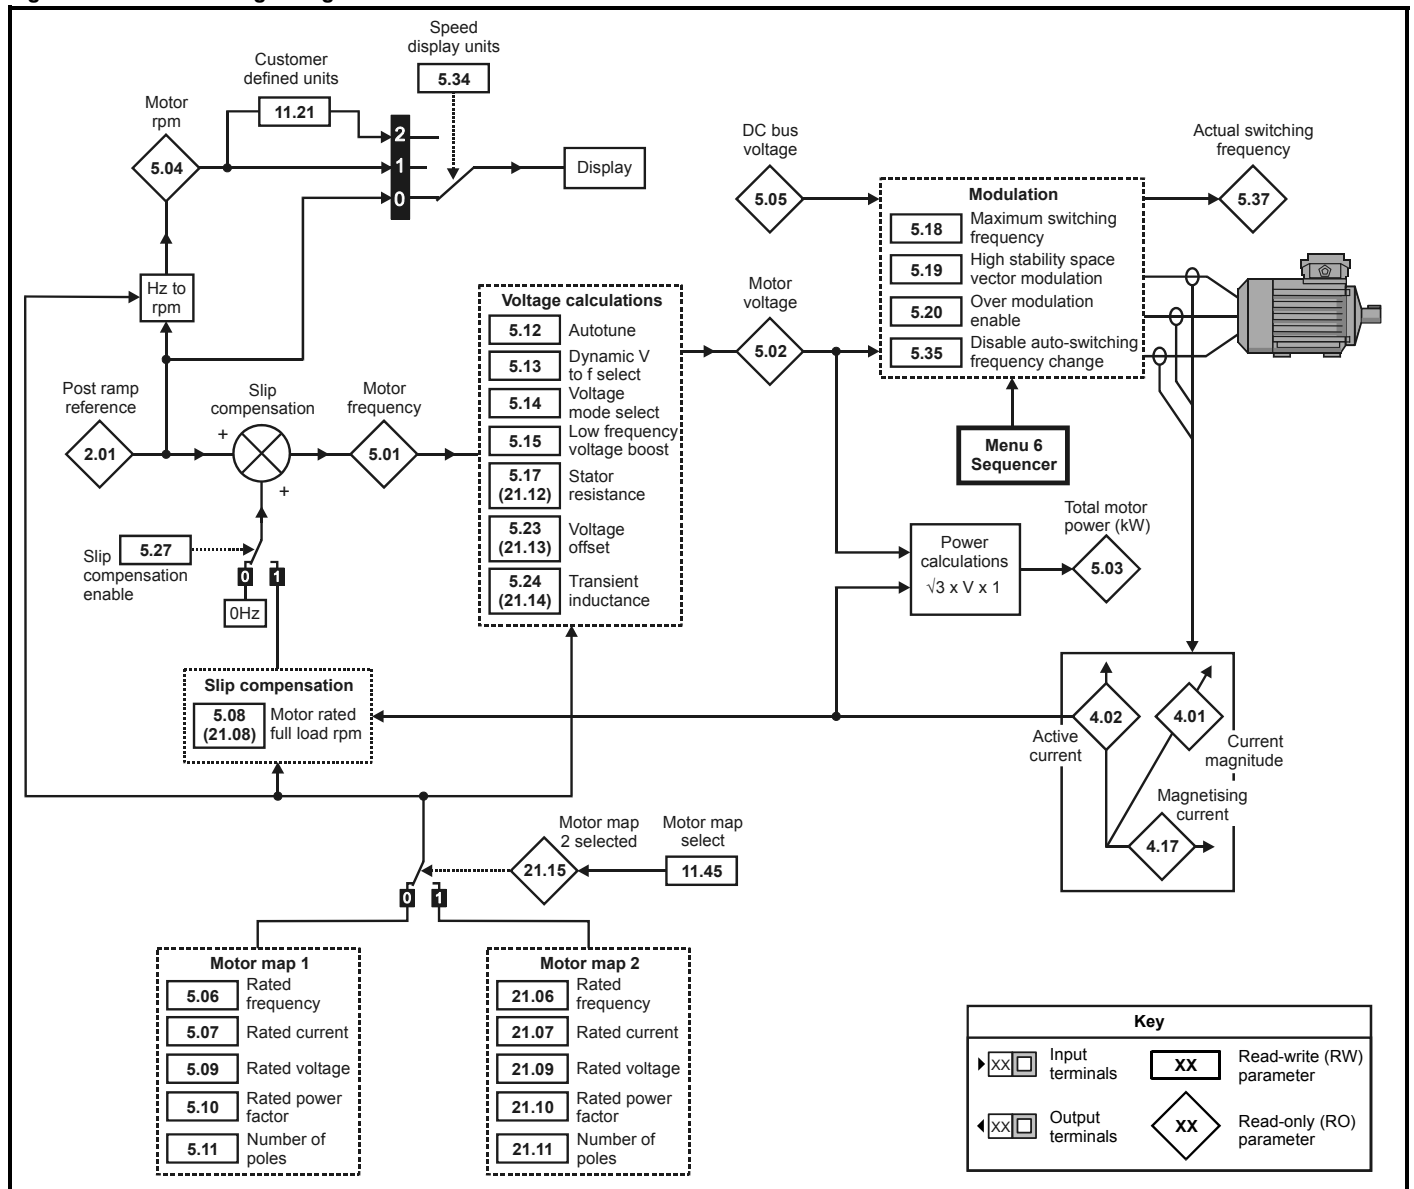 Speed
display units
5.34
Customer
defined units
11.21
Motor
rpm
5.04
2
1
0
Display
Hz to
rpm
DC bus
voltage
5.05
Actual switching
frequency
5.37
Modulation
5.18 Maximum switching
frequency
5.19 High stability space
vector modulation
5.20 Over modulation
enable
5.35 Disable auto-switching
frequency change
Menu 6
Sequencer
Motor
voltage
5.02
Voltage calculations
5.12 Autotune
5.13 Dynamic V
to f select
5.14 Voltage
mode select
5.15 Low frequency
voltage boost
5.17
(21.12)
Stator
resistance
5.23
(21.13)
Voltage
offset
5.24
(21.14)
Transient
inductance
Post ramp
reference
2.01
Slip
compensation
+
+
Motor
frequency
5.01
Slip
compensation
enable
5.27
0 1
0Hz
Power
calculations
√3 x V x 1
Total motor
power (kW)
5.03
Slip compensation
5.08
(21.08)
Motor rated
full load rpm
4.02
Active
current
4.01
Current
magnitude
Magnetising
current
4.17
Motor map
2 selected
21.15
Motor map
select
11.45
0 1
Motor map 1
5.06 Rated
frequency
5.07 Rated current
5.09 Rated voltage
5.10 Rated power
factor
5.11 Number of
poles
Motor map 2
21.06 Rated
frequency
21.07 Rated current
21.09 Rated voltage
21.10 Rated power
factor
21.11 Number of
poles
Key
XX Input
terminals
XX Read-write (RW)
parameter
XX Output
terminals
XX Read-only (RO)
parameter